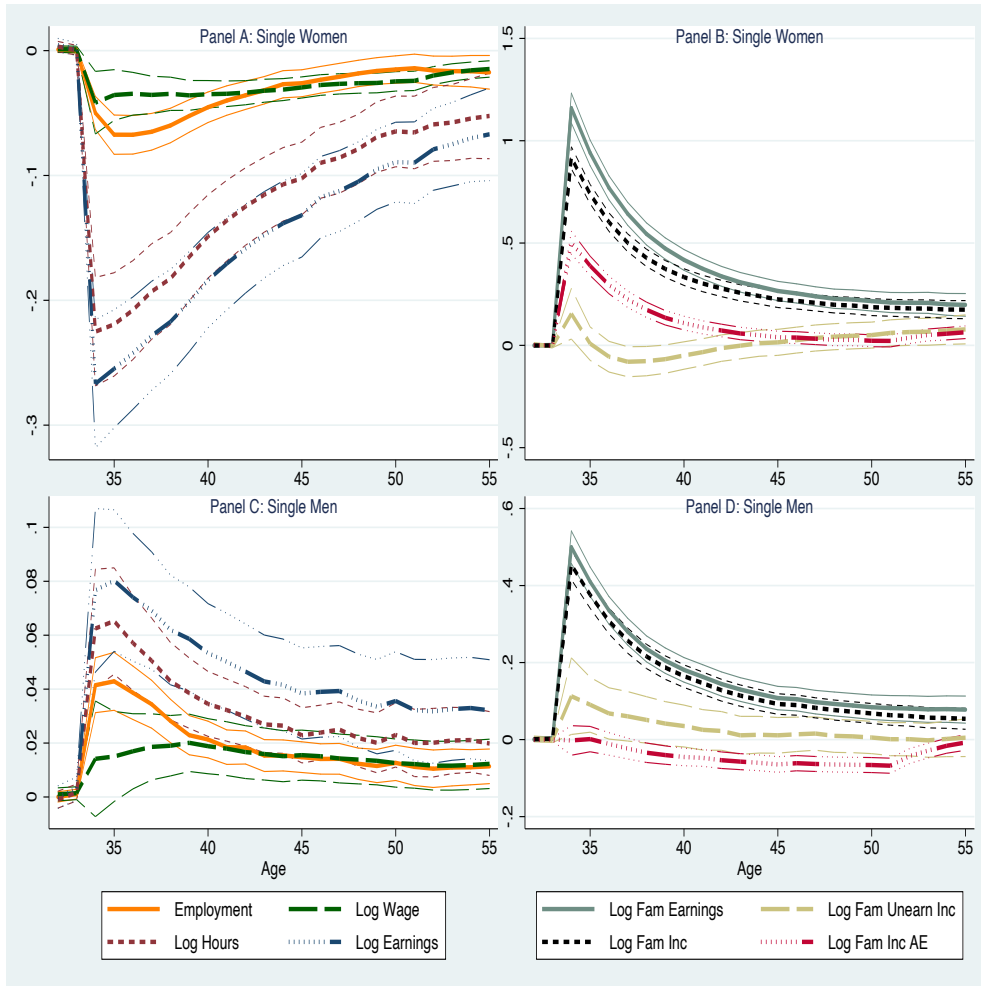 Panel A: Single Women
0
-.1
-.2
-.3
35 40 45 50 55
Panel B: Single Women
1.5
1
.5
0
-.5
35 40 45 50 55
Panel C: Single Men
.1
.08
.06
.04
.02
0
35 40 45 50 55
Age
Panel D: Single Men
.6
.4
.2
0
-.2
35 40 45 50 55
Age
Employment Log Wage
Log Hours Log Earnings
Log Fam Earnings Log Fam Unearn Inc
Log Fam Inc Log Fam Inc AE